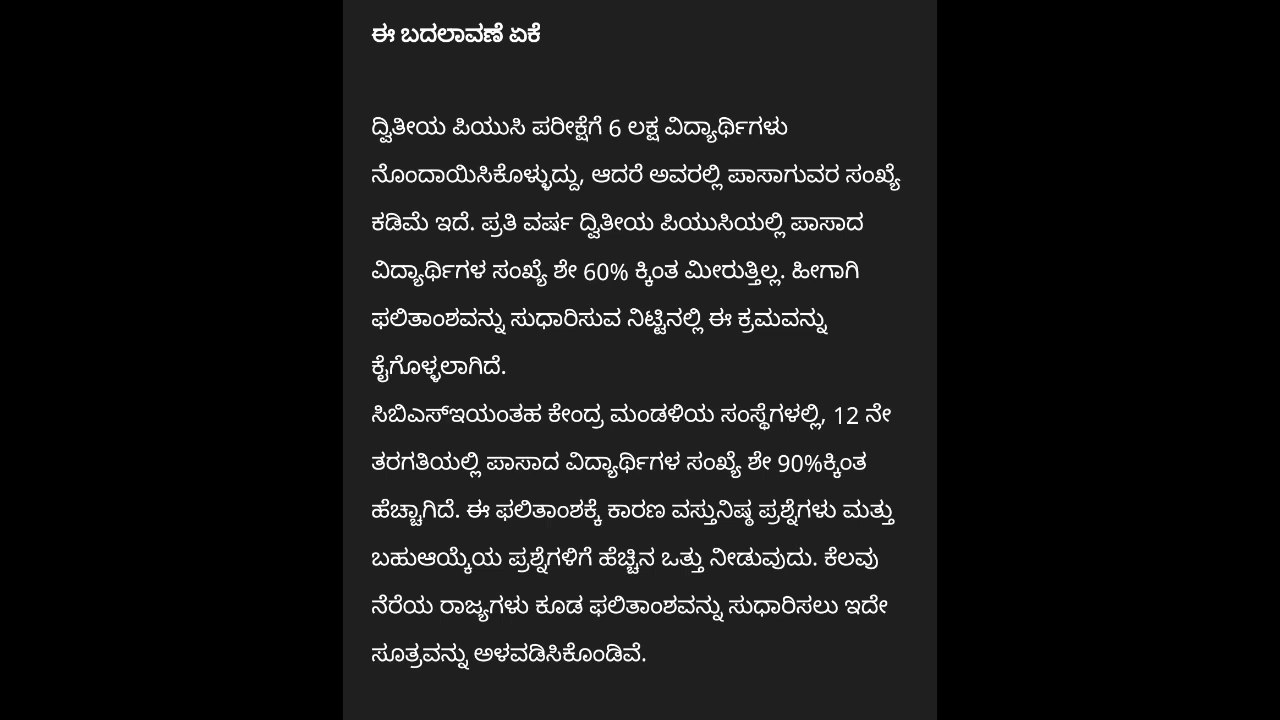 ಈ ಬದಲಾವಣೆ ಏಕೆ
ದ್ವಿತೀಯ ಪಿಯುಸಿ ಪರೀಕ್ಷೆಗೆ 6 ಲಕ್ಷ ವಿದ್ಯಾರ್ಥಿಗಳು
ನೊಂದಾಯಿಸಿಕೊಳ್ಳುದ್ದು, ಆದರೆ ಅವರಲ್ಲಿ ಪಾಸಾಗುವರ ಸಂಖ್ಯೆ
ಕಡಿಮೆ ಇದೆ. ಪ್ರತಿ ವರ್ಷ ದ್ವಿತೀಯ ಪಿಯುಸಿಯಲ್ಲಿ ಪಾಸಾದ
ವಿದ್ಯಾರ್ಥಿಗಳ ಸಂಖ್ಯೆ ಶೇ 60% ಕ್ಕಿಂತ ಮೀರುತ್ತಿಲ್ಲ. ಹೀಗಾಗಿ
ಫಲಿತಾಂಶವನ್ನು ಸುಧಾರಿಸುವ ನಿಟ್ಟಿನಲ್ಲಿ ಈ ಕ್ರಮವನ್ನು
ಕೈಗೊಳ್ಳಲಾಗಿದೆ.
ಸಿಬಿಎಸ್ಇಯಂತಹ ಕೇಂದ್ರ ಮಂಡಳಿಯ ಸಂಸ್ಥೆಗಳಲ್ಲಿ, 12 ನೇ
ತರಗತಿಯಲ್ಲಿ ಪಾಸಾದ ವಿದ್ಯಾರ್ಥಿಗಳ ಸಂಖ್ಯೆ ಶೇ 90%ಕ್ಕಿಂತ
ಹೆಚ್ಚಾಗಿದೆ. ಈ ಫಲಿತಾಂಶಕ್ಕೆ ಕಾರಣ ವಸ್ತುನಿಷ್ಠ ಪ್ರಶ್ನೆಗಳು ಮತ್ತು
ಬಹುಆಯ್ಕೆಯ ಪ್ರಶ್ನೆಗಳಿಗೆ ಹೆಚ್ಚಿನ ಒತ್ತು ನೀಡುವುದು. ಕೆಲವು
ನೆರೆಯ ರಾಜ್ಯಗಳು ಕೂಡ ಫಲಿತಾಂಶವನ್ನು ಸುಧಾರಿಸಲು ಇದೇ
ಸೂತ್ರವನ್ನು ಅಳವಡಿಸಿಕೊಂಡಿವೆ.